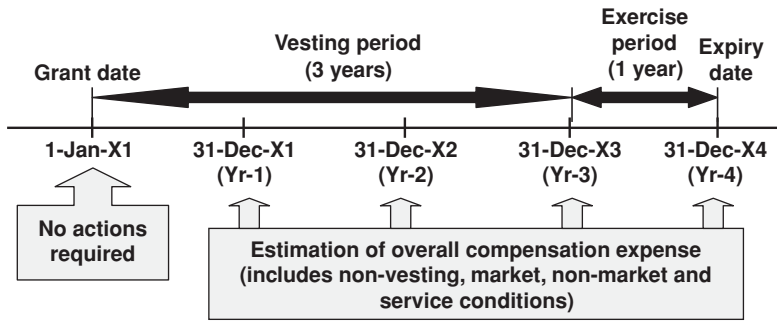 Vesting period
(3 years)
Exercise
period
(1 year)
Expiry
date
Grant date
1-Jan-X1
31-Dec-X1
(Yr-1)
31-Dec-X2
(Yr-2)
31-Dec-X3
(Yr-3)
31-Dec-X4
(Yr-4)
No actions
required
Estimation of overall compensation expense
(includes non-vesting, market, non-market and
service conditions)